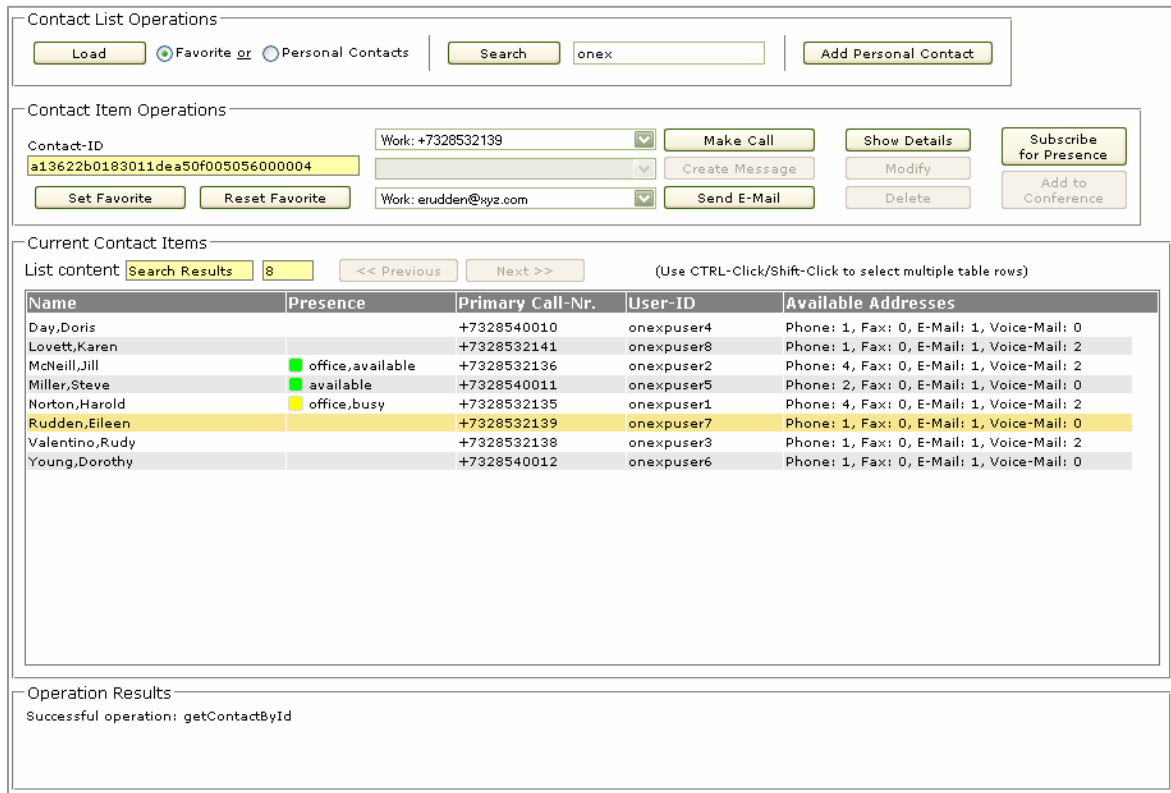 Contact List Operations
Load Favorite or Personal Contacts Search onex Add Personal Contact
Contact Item Operations
Contact-ID
a13622b0183011dea50f005056000004
Set Favorite Reset Favorite
Work: +7328532139 Make Call Show Details
Create Message Modify
Work: erudden@xyz.com Send E-Mail Delete
Subscribe
for Presence
Add to
Conference
Current Contact Items
List content Search Results 8 << Previous Next >> (Use CTRL-Click/Shift-Click to select multiple table rows)
Name Presence Primary Call-Nr. User-ID Available Addresses
Day,Doris +7328540010 onexpuser4 Phone: 1, Fax: 0, E-Mail: 1, Voice-Mail: 0
Lovett,Karen +7328532141 onexpuser8 Phone: 1, Fax: 0, E-Mail: 1, Voice-Mail: 2
McNeill,Jill office,available +7328532136 onexpuser2 Phone: 4, Fax: 0, E-Mail: 1, Voice-Mail: 2
Miller,Steve available +7328540011 onexpuser5 Phone: 2, Fax: 0, E-Mail: 1, Voice-Mail: 0
Norton,Harold office,busy +7328532135 onexpuser1 Phone: 4, Fax: 0, E-Mail: 1, Voice-Mail: 2
Rudden,Eileen +7328532139 onexpuser7 Phone: 1, Fax: 0, E-Mail: 1, Voice-Mail: 0
Valentino,Rudy +7328532138 onexpuser3 Phone: 1, Fax: 0, E-Mail: 1, Voice-Mail: 2
Young,Dorothy +7328540012 onexpuser6 Phone: 1, Fax: 0, E-Mail: 1, Voice-Mail: 0
Operation Results
Successful operation: getContactById